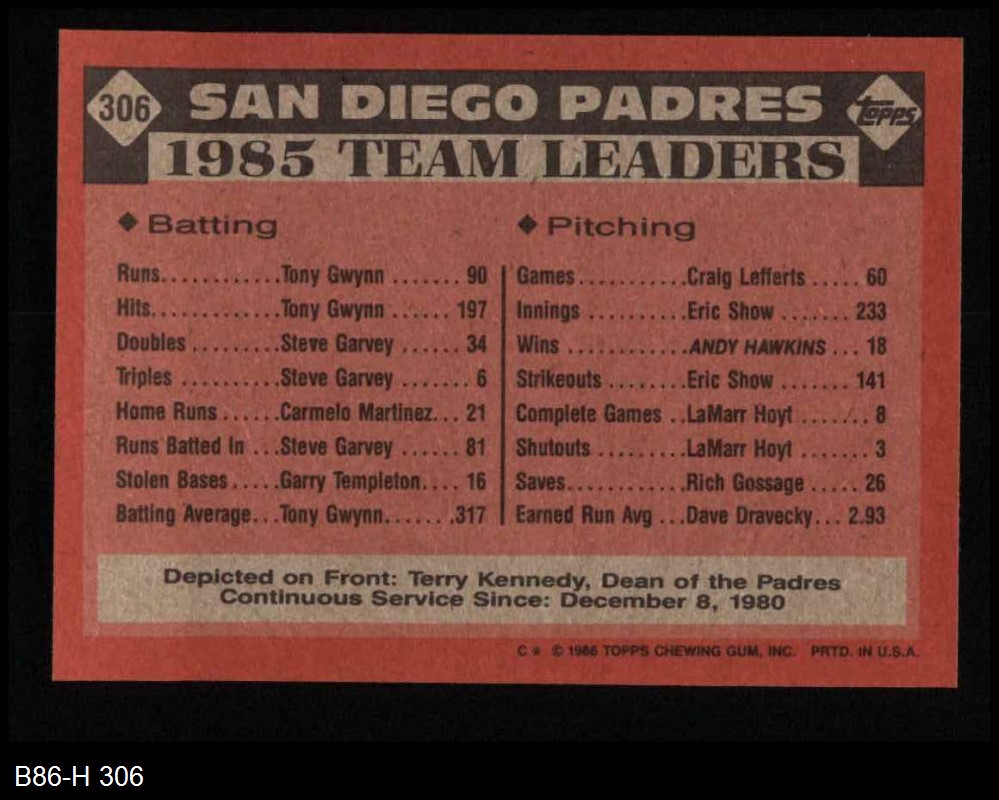 306 SAN DIEGO PADRES Topps
1985 TEAM LEADERS
◆ Batting
Runs.............Tony Gwynn ....... 90
Hits..............Tony Gwynn ...... 197
Doubles .........Steve Garvey ...... 34
Triples ..........Steve Garvey ....... 6
Home Runs ......Carmelo Martinez... 21
Runs Batted In ...Steve Garvey ...... 81
Stolen Bases .....Garry Templeton.... 16
Batting Average...Tony Gwynn.......317
◆ Pitching
Games ...........Craig Lefferts ..... 60
Innings ..........Eric Show ....... 233
Wins ............ANDY HAWKINS ... 18
Strikeouts ........Eric Show ....... 141
Complete Games ..LaMarr Hoyt ....... 8
Shutouts .........LaMarr Hoyt ....... 3
Saves............Rich Gossage ..... 26
Earned Run Avg ...Dave Dravecky... 2.93
Depicted on Front: Terry Kennedy, Dean of the Padres
Continuous Service Since: December 8, 1980
C * © 1986 TOPPS CHEWING GUM, INC. PRTD. IN U.S.A.
B86-H 306